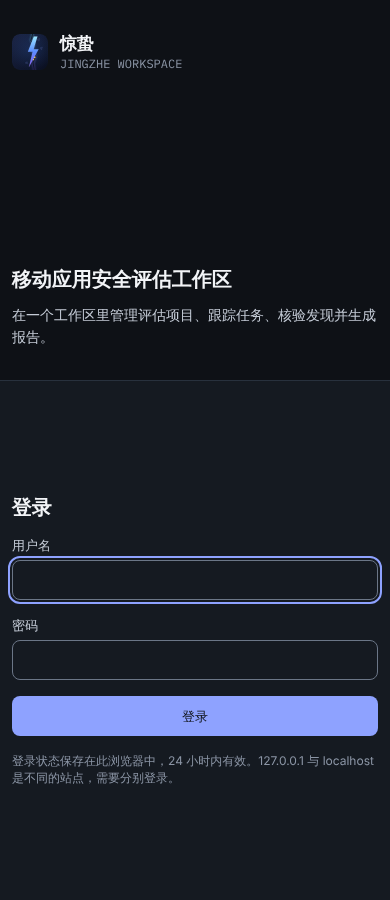 惊蛰
JINGZHE WORKSPACE
移动应用安全评估工作区
在一个工作区里管理评估项目、跟踪任务、核验发现并生成
报告。
登录
用户名
密码
登录
登录状态保存在此浏览器中，24 小时内有效。127.0.0.1 与 localhost
是不同的站点，需要分别登录。